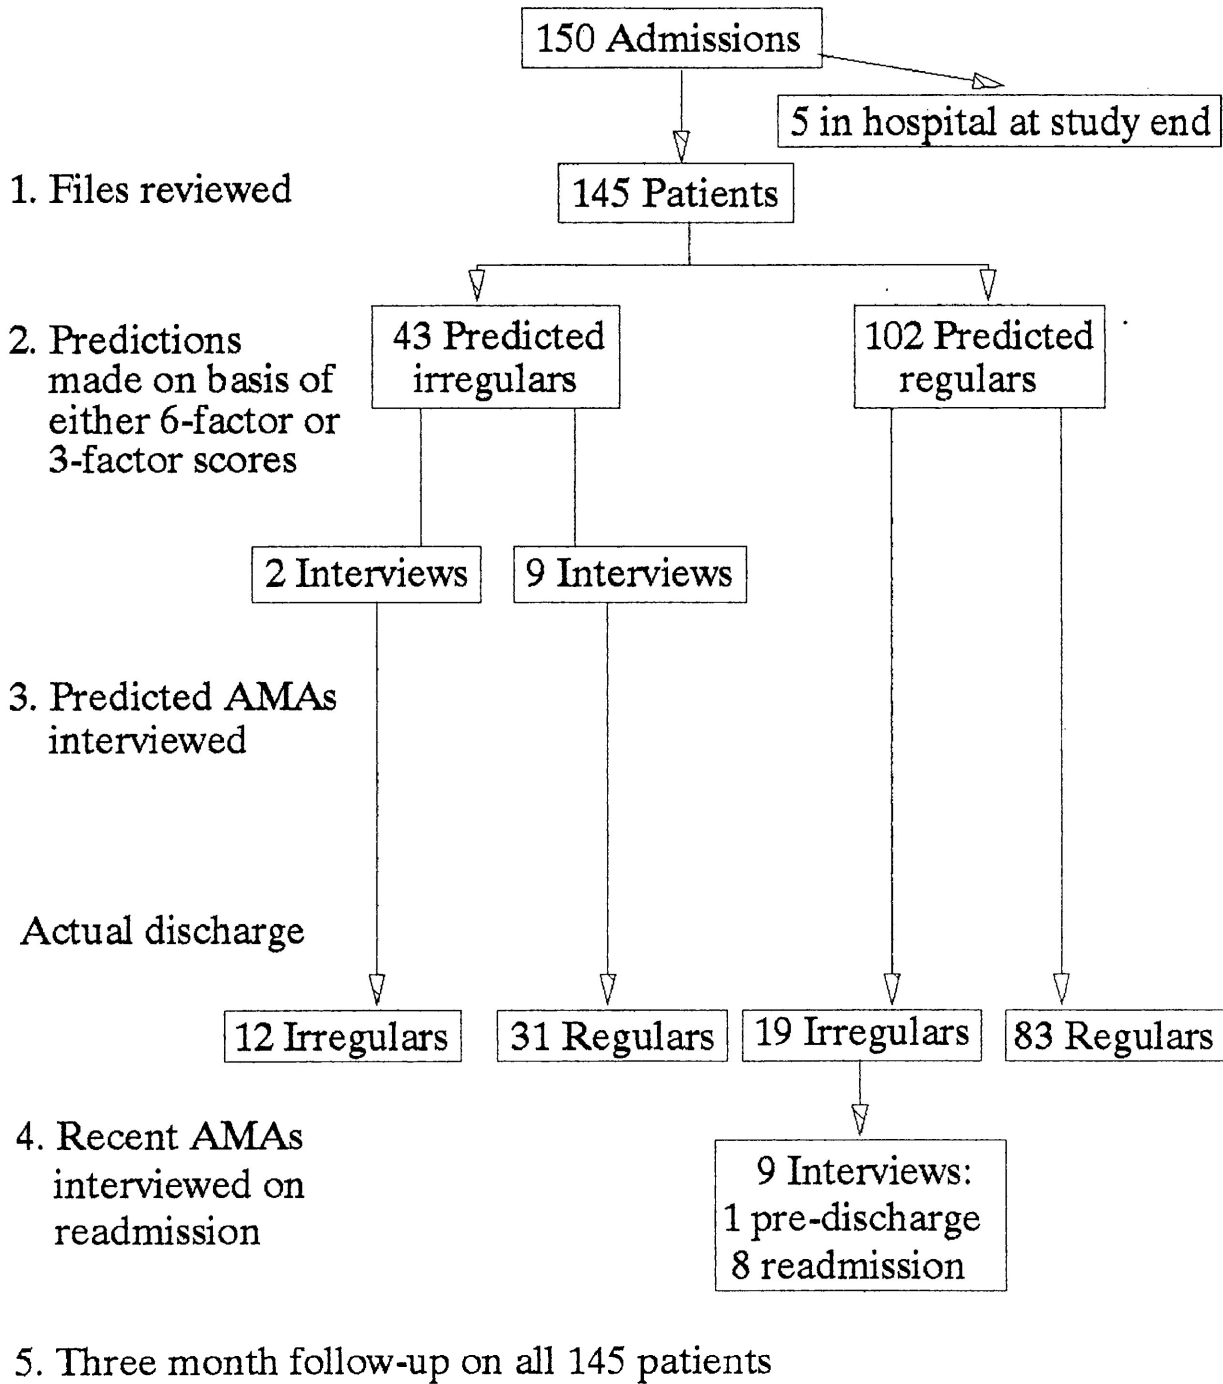 150 Admissions
5 in hospital at study end
1. Files reviewed
145 Patients
2. Predictions
made on basis of
either 6-factor or
3-factor scores
43 Predicted
irregulars
102 Predicted
regulars
2 Interviews
9 Interviews
3. Predicted AMAs
interviewed
Actual discharge
12 Irregulars
31 Regulars
19 Irregulars
83 Regulars
4. Recent AMAs
interviewed on
readmission
9 Interviews:
1 pre-discharge
8 readmission
5. Three month follow-up on all 145 patients